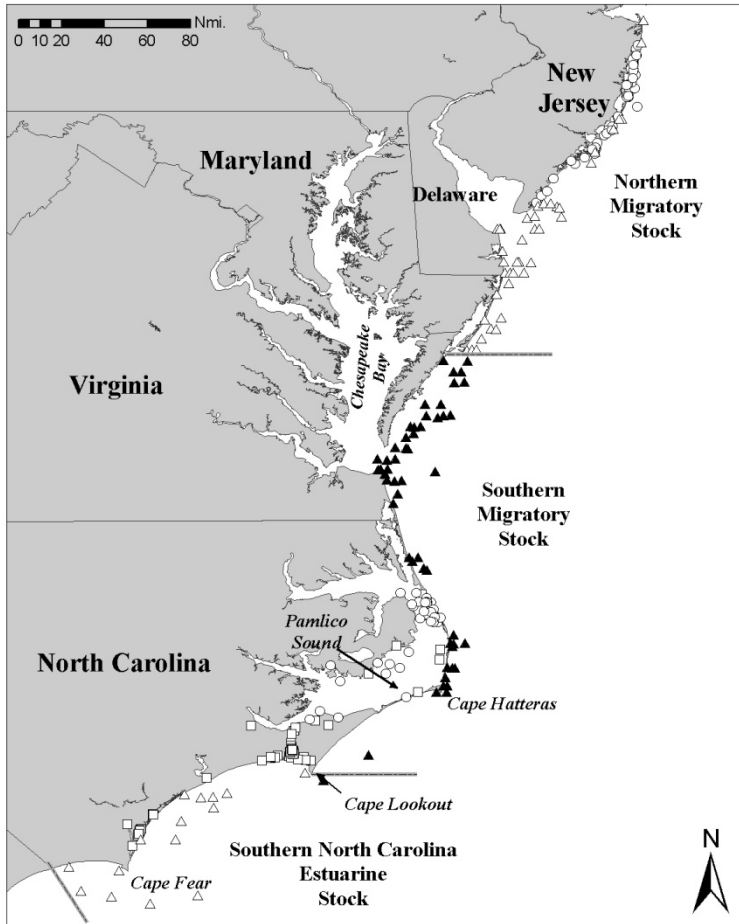 Nmi.
0 10 20 40 60 80
New
Jersey
Maryland
Delaware
Northern
Migratory
Stock
Chesapeake
Bay
Virginia
Southern
Migratory
Stock
Pamlico
Sound
North Carolina
Cape Hatteras
Cape Lookout
Southern North Carolina
Estuarine
Stock
Cape Fear
N